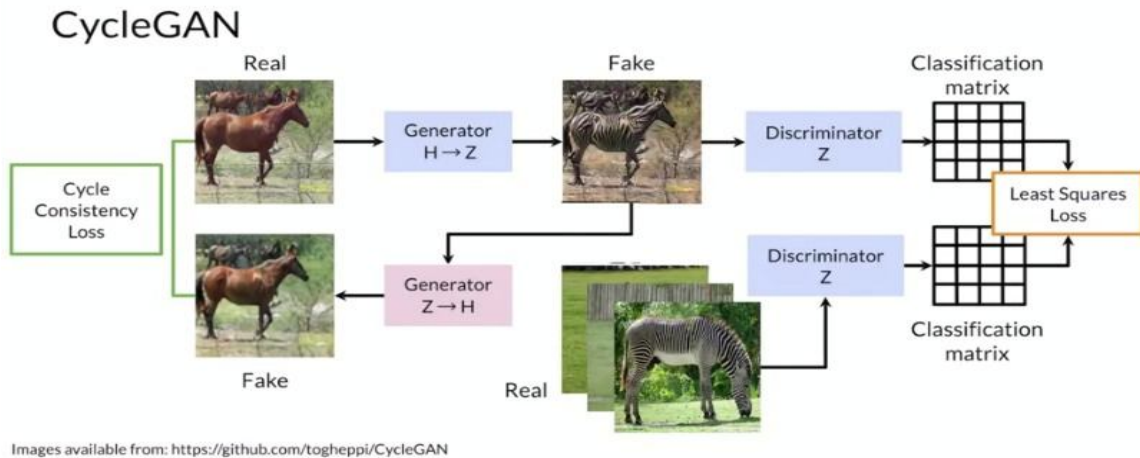 CycleGAN
Real
Fake
Classification
matrix
Generator
H → Z
Discriminator
Z
Cycle
Consistency
Loss
Least Squares
Loss
Generator
Z → H
Discriminator
Z
Fake
Real
Classification
matrix
Images available from: https://github.com/togheppi/CycleGAN